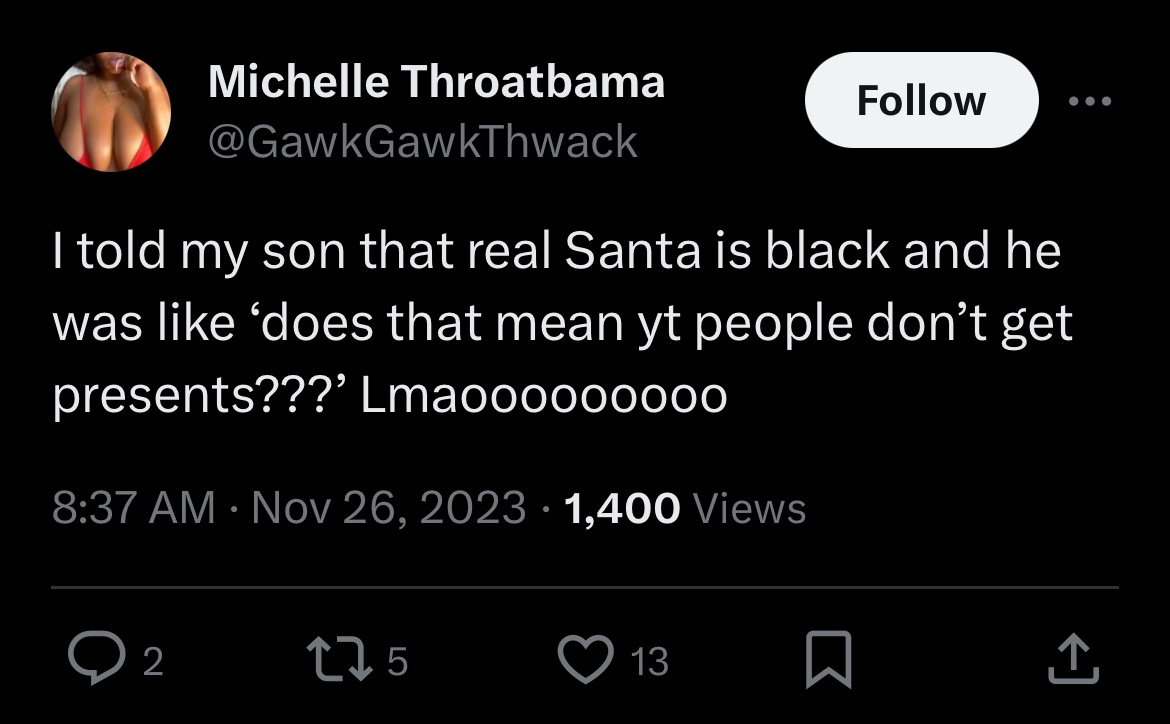 Michelle Throatbama
@GawkGawkThwack
Follow
I told my son that real Santa is black and he
was like ‘does that mean yt people don’t get
presents???’ Lmaooooooooo
8:37 AM · Nov 26, 2023 · 1,400 Views
2
5
13